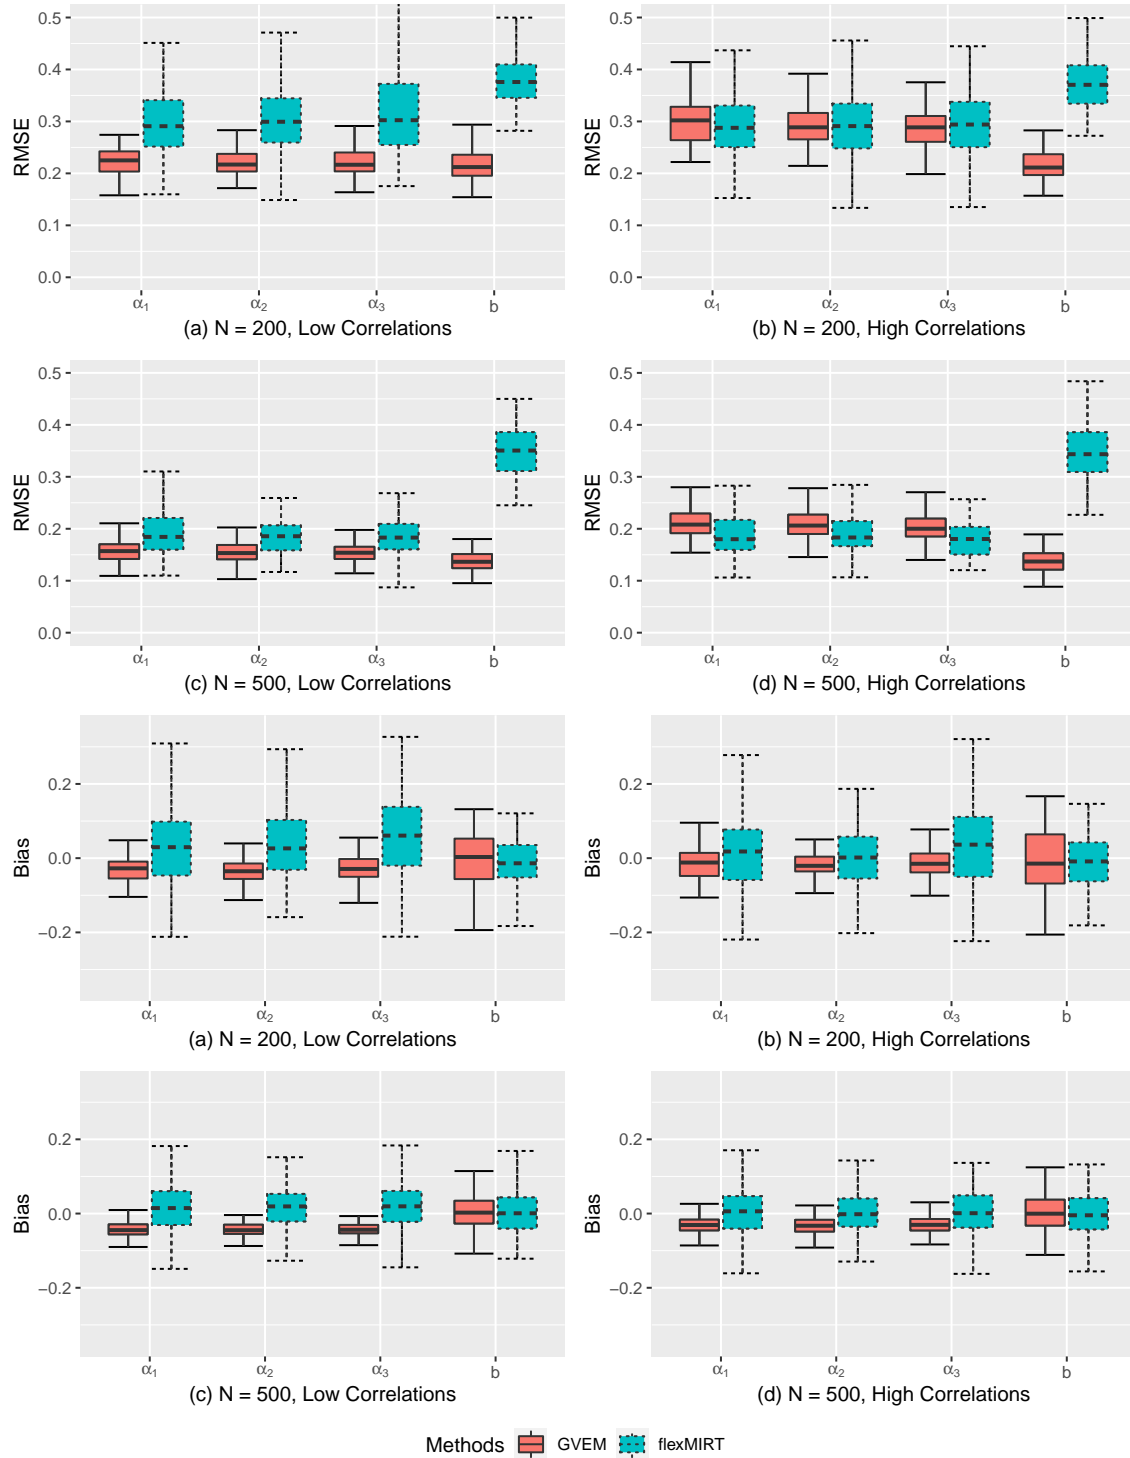 RMSE
0.5
0.4
0.3
0.2
0.1
0.0
α1 α2 α3 b
(a) N = 200, Low Correlations
RMSE
0.5
0.4
0.3
0.2
0.1
0.0
α1 α2 α3 b
(b) N = 200, High Correlations
RMSE
0.5
0.4
0.3
0.2
0.1
0.0
α1 α2 α3 b
(c) N = 500, Low Correlations
RMSE
0.5
0.4
0.3
0.2
0.1
0.0
α1 α2 α3 b
(d) N = 500, High Correlations
Bias
0.2
0.0
−0.2
α1 α2 α3 b
(a) N = 200, Low Correlations
Bias
0.2
0.0
−0.2
α1 α2 α3 b
(b) N = 200, High Correlations
Bias
0.2
0.0
−0.2
α1 α2 α3 b
(c) N = 500, Low Correlations
Bias
0.2
0.0
−0.2
α1 α2 α3 b
(d) N = 500, High Correlations
Methods GVEM flexMIRT